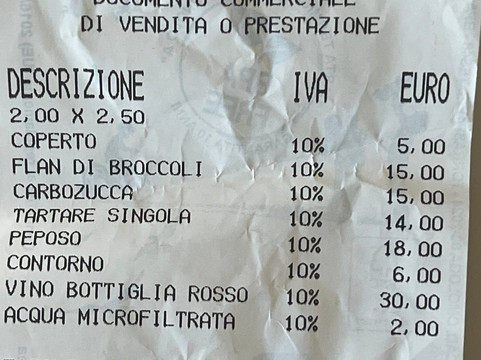 DOCUMENTO COMMERCIALE
DI VENDITA O PRESTAZIONE
DESCRIZIONE IVA EURO
2,00 X 2,50
COPERTO 10% 5,00
FLAN DI BROCCOLI 10% 15,00
CARBOZUCCA 10% 15,00
TARTARE SINGOLA 10% 14,00
PEPOSO 10% 18,00
CONTORNO 10% 6,00
VINO BOTTIGLIA ROSSO 10% 30,00
ACQUA MICROFILTRATA 10% 2,00